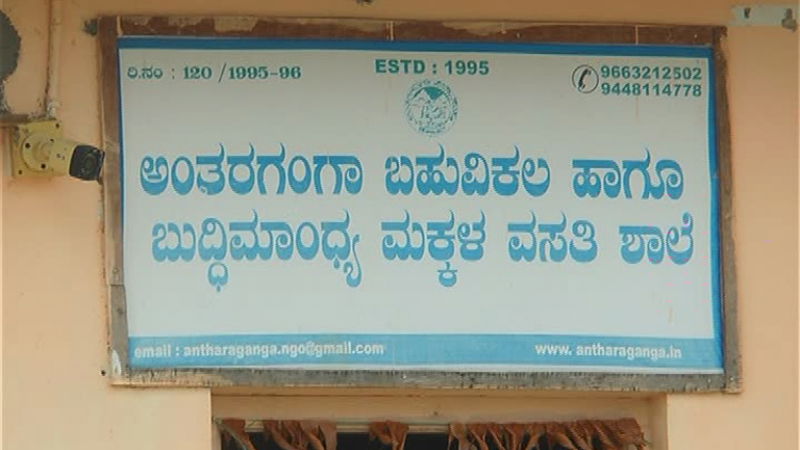 ರಿ.ನಂ : 120 /1995-96
ESTD : 1995
9663212502
9448114778
ಅಂತರಗಂಗಾ ಬಹುವಿಕಲ ಹಾಗೂ
ಬುದ್ಧಿಮಾಂಧ್ಯ ಮಕ್ಕಳ ವಸತಿ ಶಾಲೆ
email : antharaganga.ngo@gmail.com
www. antharaganga.in